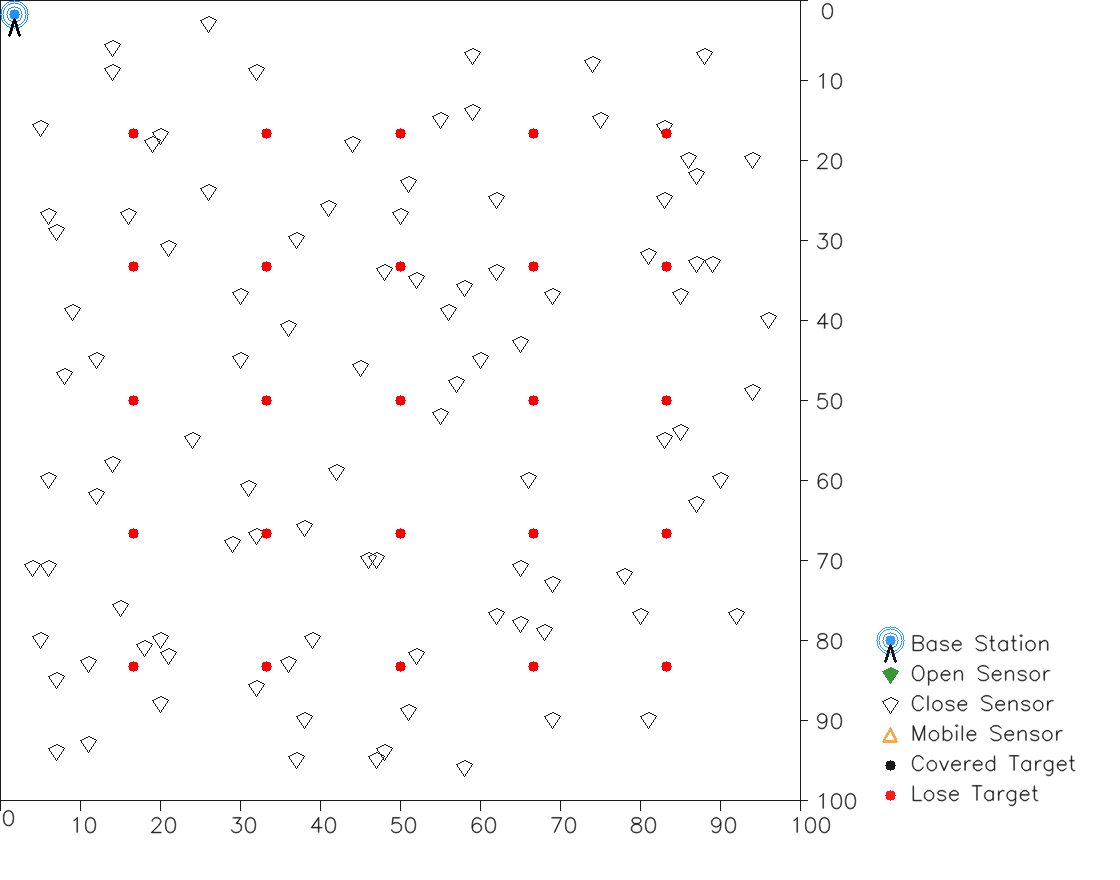 0
10
20
30
40
50
60
70
80
90
100
0 10 20 30 40 50 60 70 80 90 100
Base Station
Open Sensor
Close Sensor
Mobile Sensor
Covered Target
Lose Target